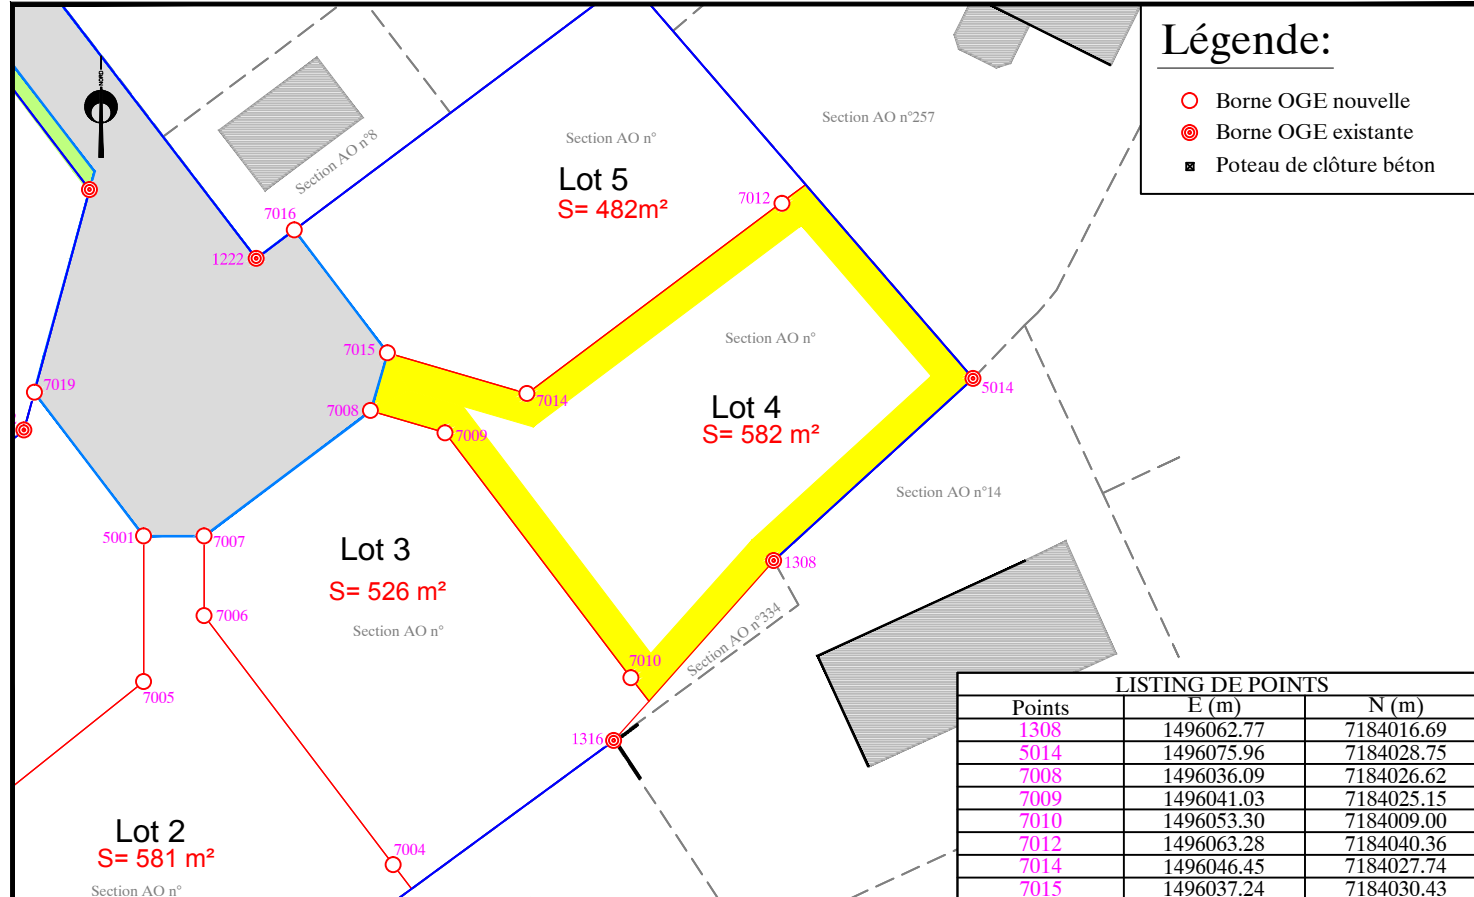 Légende:
Borne OGE nouvelle
Borne OGE existante
Poteau de clôture béton
NORD
Section AO n°8
Section AO n°
Section AO n°257
Lot 5
S= 482m²
7012
7016
1222
7015
7019
7008
7014
7009
Section AO n°
Lot 4
S= 582 m²
5014
Section AO n°14
5001
7007
Lot 3
S= 526 m²
Section AO n°
7006
1308
Section AO n°334
7010
7005
1316
Lot 2
S= 581 m²
Section AO n°
7004
LISTING DE POINTS
Points E (m) N (m)
1308 1496062.77 7184016.69
5014 1496075.96 7184028.75
7008 1496036.09 7184026.62
7009 1496041.03 7184025.15
7010 1496053.30 7184009.00
7012 1496063.28 7184040.36
7014 1496046.45 7184027.74
7015 1496037.24 7184030.43